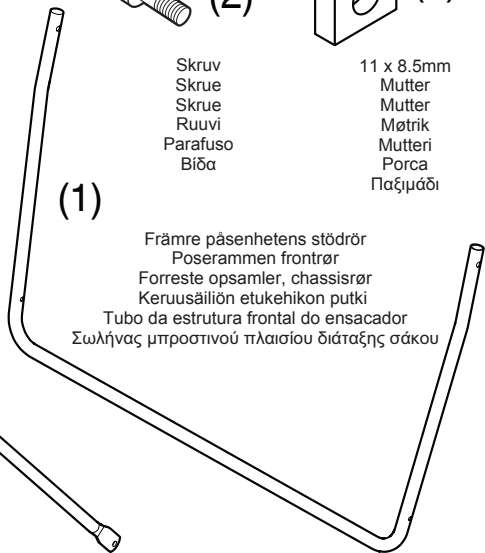 (2)
Skruv
Skrue
Skrue
Ruuvi
Parafuso
Βίδα
11 x 8.5mm
Mutter
Mutter
Møtrik
Mutteri
Porca
Παξιμάδι
(1)
Främre påsenhetens stödrör
Poserammen frontrør
Forreste opsamler, chassisrør
Keruusäiliön etukehikon putki
Tubo da estrutura frontal do ensacador
Σωλήνας μπροστινού πλαισίου διάταξης σάκου